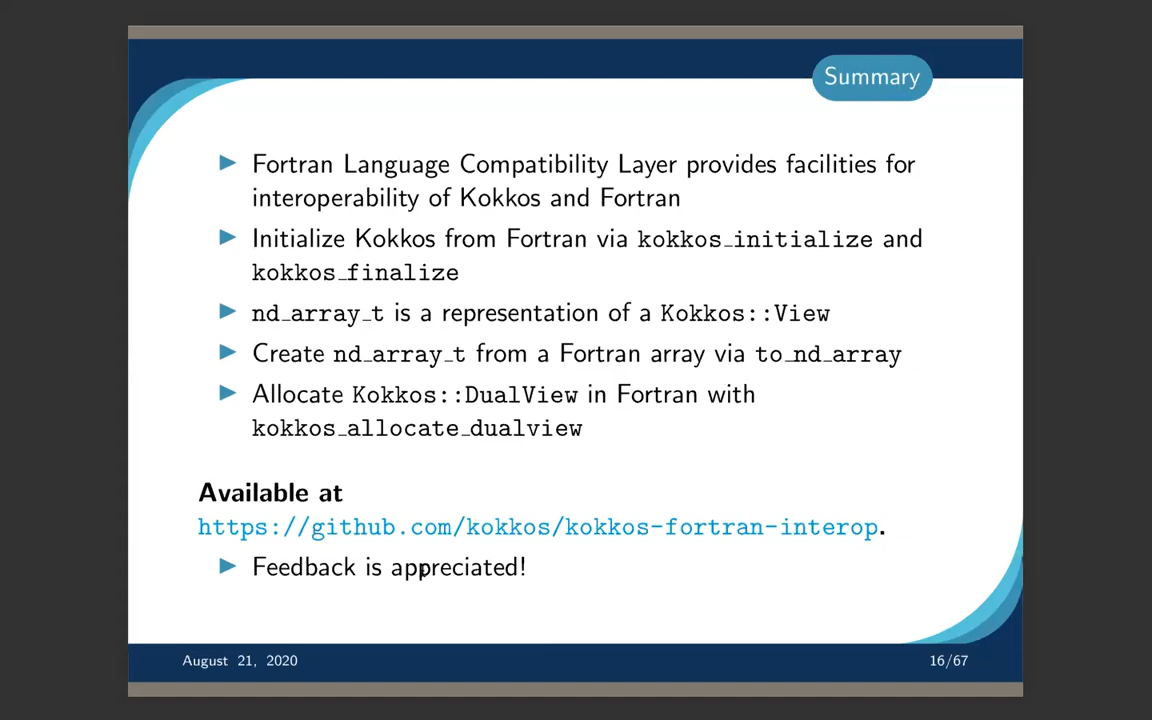 Summary
Fortran Language Compatibility Layer provides facilities for
interoperability of Kokkos and Fortran
Initialize Kokkos from Fortran via kokkos_initialize and
kokkos_finalize
nd_array_t is a representation of a Kokkos::View
Create nd_array_t from a Fortran array via to_nd_array
Allocate Kokkos::DualView in Fortran with
kokkos_allocate_dualview
Available at
https://github.com/kokkos/kokkos-fortran-interop.
Feedback is appreciated!
August 21, 2020
16/67